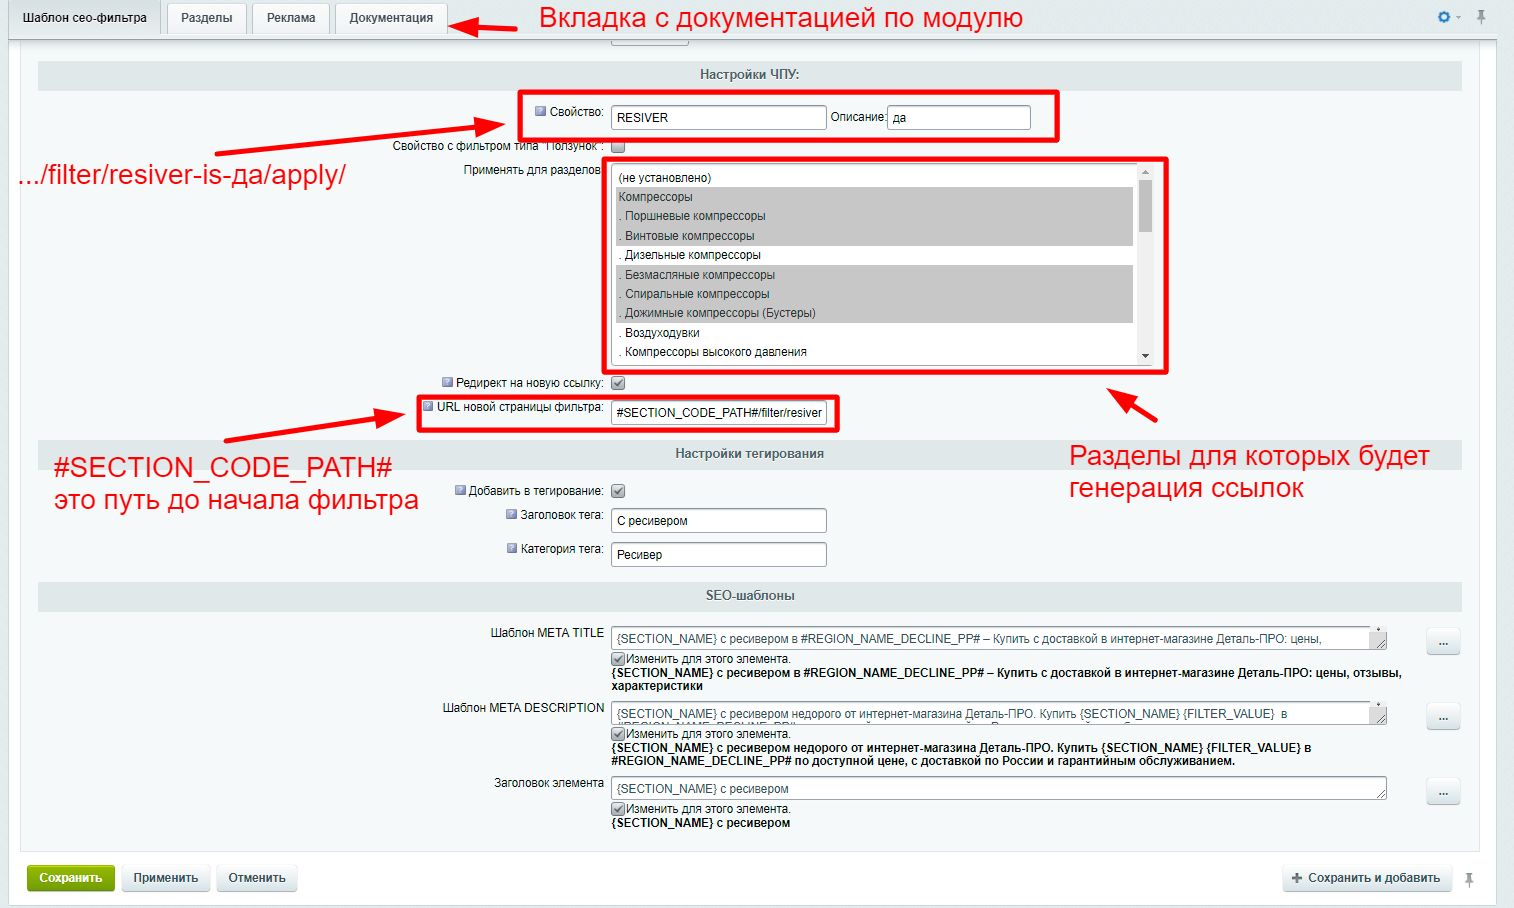 Шаблон сео-фильтра
Разделы
Реклама
Документация
Вкладка с документацией по модулю
Настройки ЧПУ:
Свойство: RESIVER Описание: да
Свойство с фильтром типа "Ползунок":
.../filter/resiver-is-да/apply/
Применять для разделов:
(не установлено)
Компрессоры
. Поршневые компрессоры
. Винтовые компрессоры
. Дизельные компрессоры
. Безмасляные компрессоры
. Спиральные компрессоры
. Дожимные компрессоры (Бустеры)
. Воздуходувки
. Компрессоры высокого давления
Редирект на новую ссылку:
URL новой страницы фильтра: #SECTION_CODE_PATH#/filter/resiver
#SECTION_CODE_PATH#
это путь до начала фильтра
Разделы для которых будет
генерация ссылок
Настройки тегирования
Добавить в тегирование:
Заголовок тега: С ресивером
Категория тега: Ресивер
SEO-шаблоны
Шаблон META TITLE {SECTION_NAME} с ресивером в #REGION_NAME_DECLINE_PP# – Купить с доставкой в интернет-магазине Деталь-ПРО: цены, ...
Изменить для этого элемента.
{SECTION_NAME} с ресивером в #REGION_NAME_DECLINE_PP# – Купить с доставкой в интернет-магазине Деталь-ПРО: цены, отзывы,
характеристики
Шаблон META DESCRIPTION {SECTION_NAME} с ресивером недорого от интернет-магазина Деталь-ПРО. Купить {SECTION_NAME} {FILTER_VALUE} в ...
Изменить для этого элемента.
{SECTION_NAME} с ресивером недорого от интернет-магазина Деталь-ПРО. Купить {SECTION_NAME} {FILTER_VALUE} в
#REGION_NAME_DECLINE_PP# по доступной цене, с доставкой по России и гарантийным обслуживанием.
Заголовок элемента {SECTION_NAME} с ресивером ...
Изменить для этого элемента.
{SECTION_NAME} с ресивером
Сохранить
Применить
Отменить
+ Сохранить и добавить